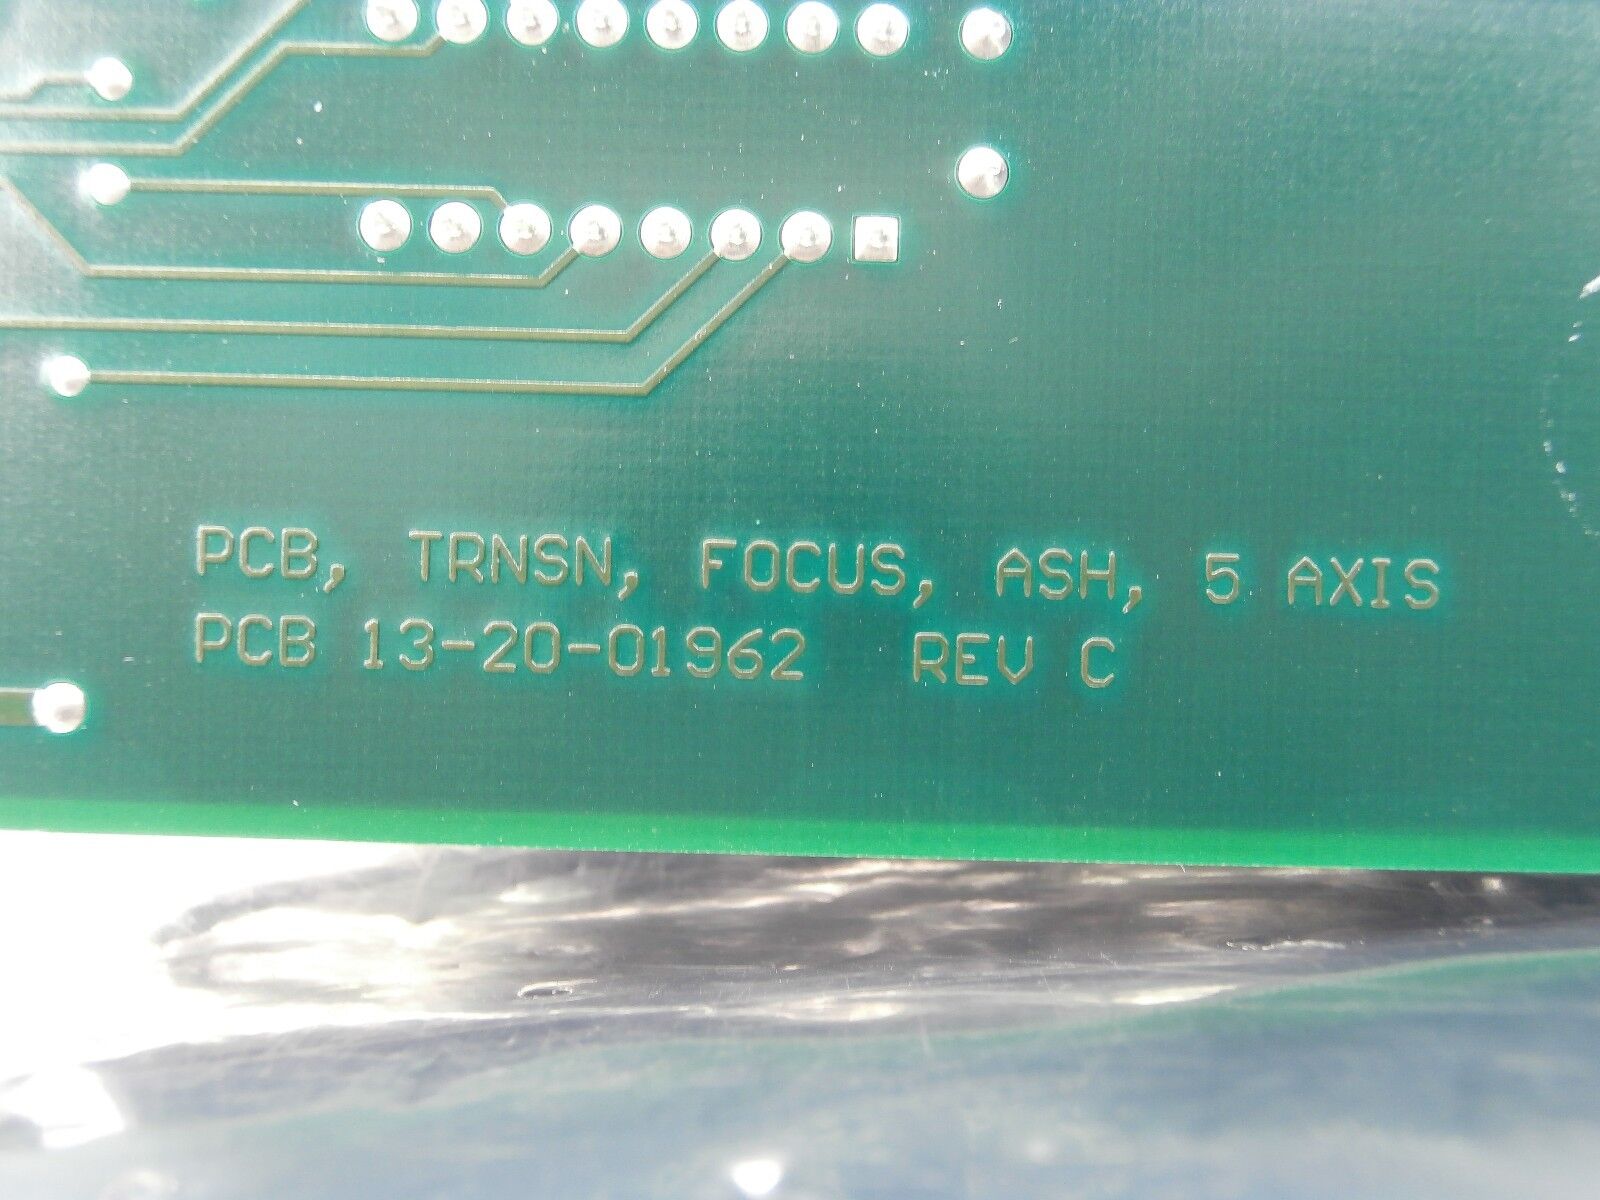 PCB, TRNSN, FOCUS, ASH, 5 AXIS
PCB 13-20-01962 REV C